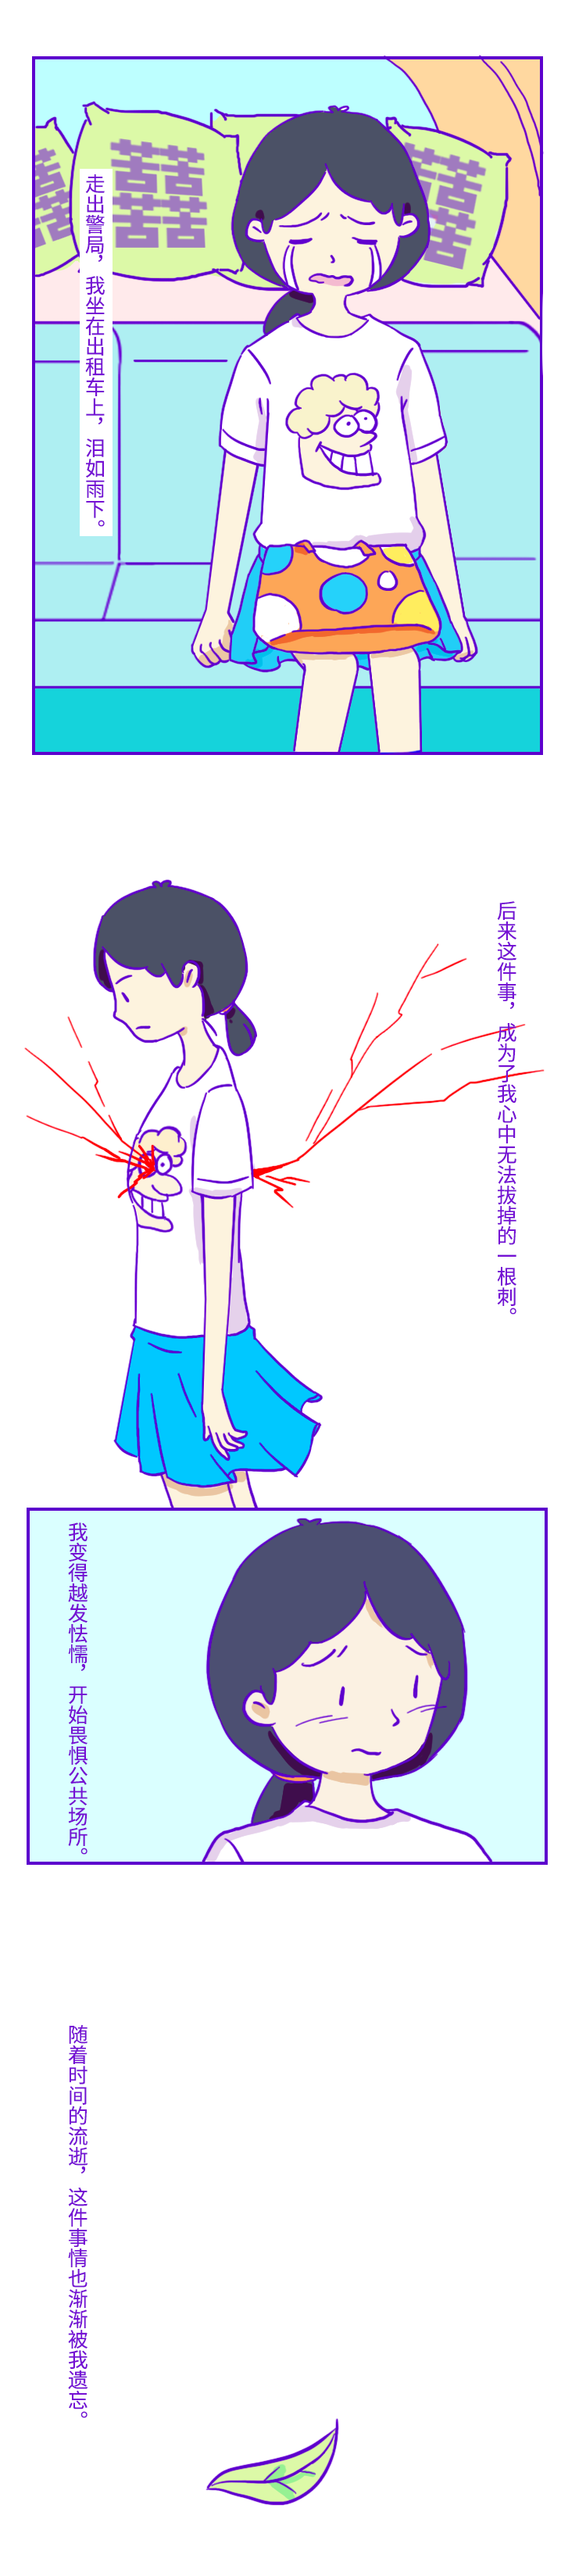 走出警局，我坐在出租车上，泪如雨下。
囍
囍
囍
后来这件事，成为了我心中无法拔掉的一根刺。
我变得越发怯懦，开始畏惧公共场所。
随着时间的流逝，这件事情也渐渐被我遗忘。